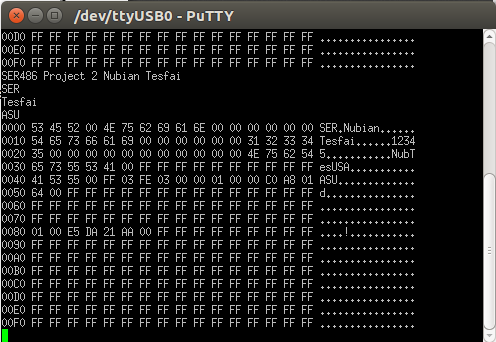 /dev/ttyUSB0 - PuTTY
00D0 FF FF FF FF FF FF FF FF FF FF FF FF FF FF FF FF ................
00E0 FF FF FF FF FF FF FF FF FF FF FF FF FF FF FF FF ................
00F0 FF FF FF FF FF FF FF FF FF FF FF FF FF FF FF FF ................
SER486 Project 2 Nubian Tesfai
SER
Tesfai
ASU
0000 53 45 52 00 4E 75 62 69 61 6E 00 00 00 00 00 00 SER.Nubian......
0010 54 65 73 66 61 69 00 00 00 00 00 00 31 32 33 34 Tesfai......1234
0020 35 00 00 00 00 00 00 00 00 00 00 00 4E 75 62 54 5...........NubT
0030 65 73 55 53 41 00 FF FF FF FF FF FF FF FF FF FF esUSA...........
0040 41 53 55 00 FF 03 FE 03 00 00 01 00 00 C0 A8 01 ASU.............
0050 64 00 FF FF FF FF FF FF FF FF FF FF FF FF FF FF d...............
0060 FF FF FF FF FF FF FF FF FF FF FF FF FF FF FF FF ................
0070 FF FF FF FF FF FF FF FF FF FF FF FF FF FF FF FF ................
0080 01 00 E5 DA 21 AA 00 FF FF FF FF FF FF FF FF FF ....!...........
0090 FF FF FF FF FF FF FF FF FF FF FF FF FF FF FF FF ................
00A0 FF FF FF FF FF FF FF FF FF FF FF FF FF FF FF FF ................
00B0 FF FF FF FF FF FF FF FF FF FF FF FF FF FF FF FF ................
00C0 FF FF FF FF FF FF FF FF FF FF FF FF FF FF FF FF ................
00D0 FF FF FF FF FF FF FF FF FF FF FF FF FF FF FF FF ................
00E0 FF FF FF FF FF FF FF FF FF FF FF FF FF FF FF FF ................
00F0 FF FF FF FF FF FF FF FF FF FF FF FF FF FF FF FF ................